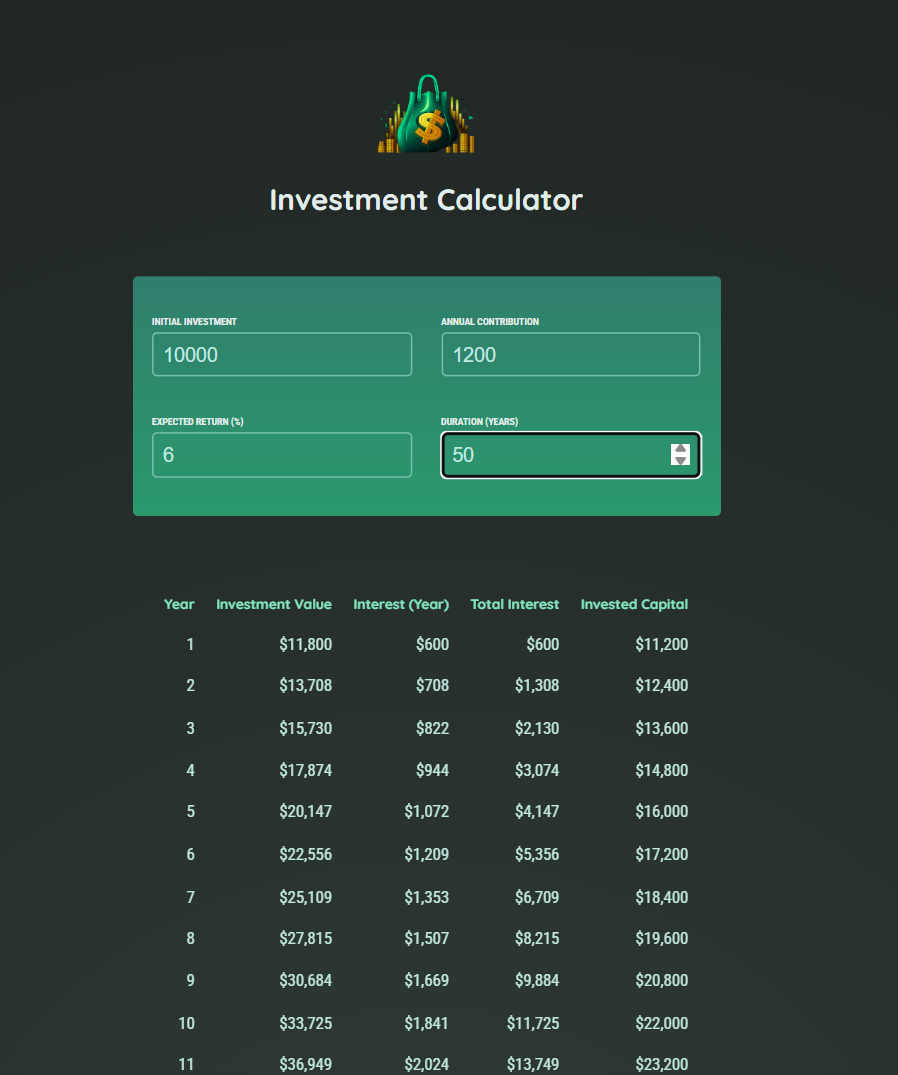 $
Investment Calculator
INITIAL INVESTMENT ANNUAL CONTRIBUTION
10000 1200
EXPECTED RETURN (%) DURATION (YEARS)
6 50
Year Investment Value Interest (Year) Total Interest Invested Capital
1 $11,800 $600 $600 $11,200
2 $13,708 $708 $1,308 $12,400
3 $15,730 $822 $2,130 $13,600
4 $17,874 $944 $3,074 $14,800
5 $20,147 $1,072 $4,147 $16,000
6 $22,556 $1,209 $5,356 $17,200
7 $25,109 $1,353 $6,709 $18,400
8 $27,815 $1,507 $8,215 $19,600
9 $30,684 $1,669 $9,884 $20,800
10 $33,725 $1,841 $11,725 $22,000
11 $36,949 $2,024 $13,749 $23,200